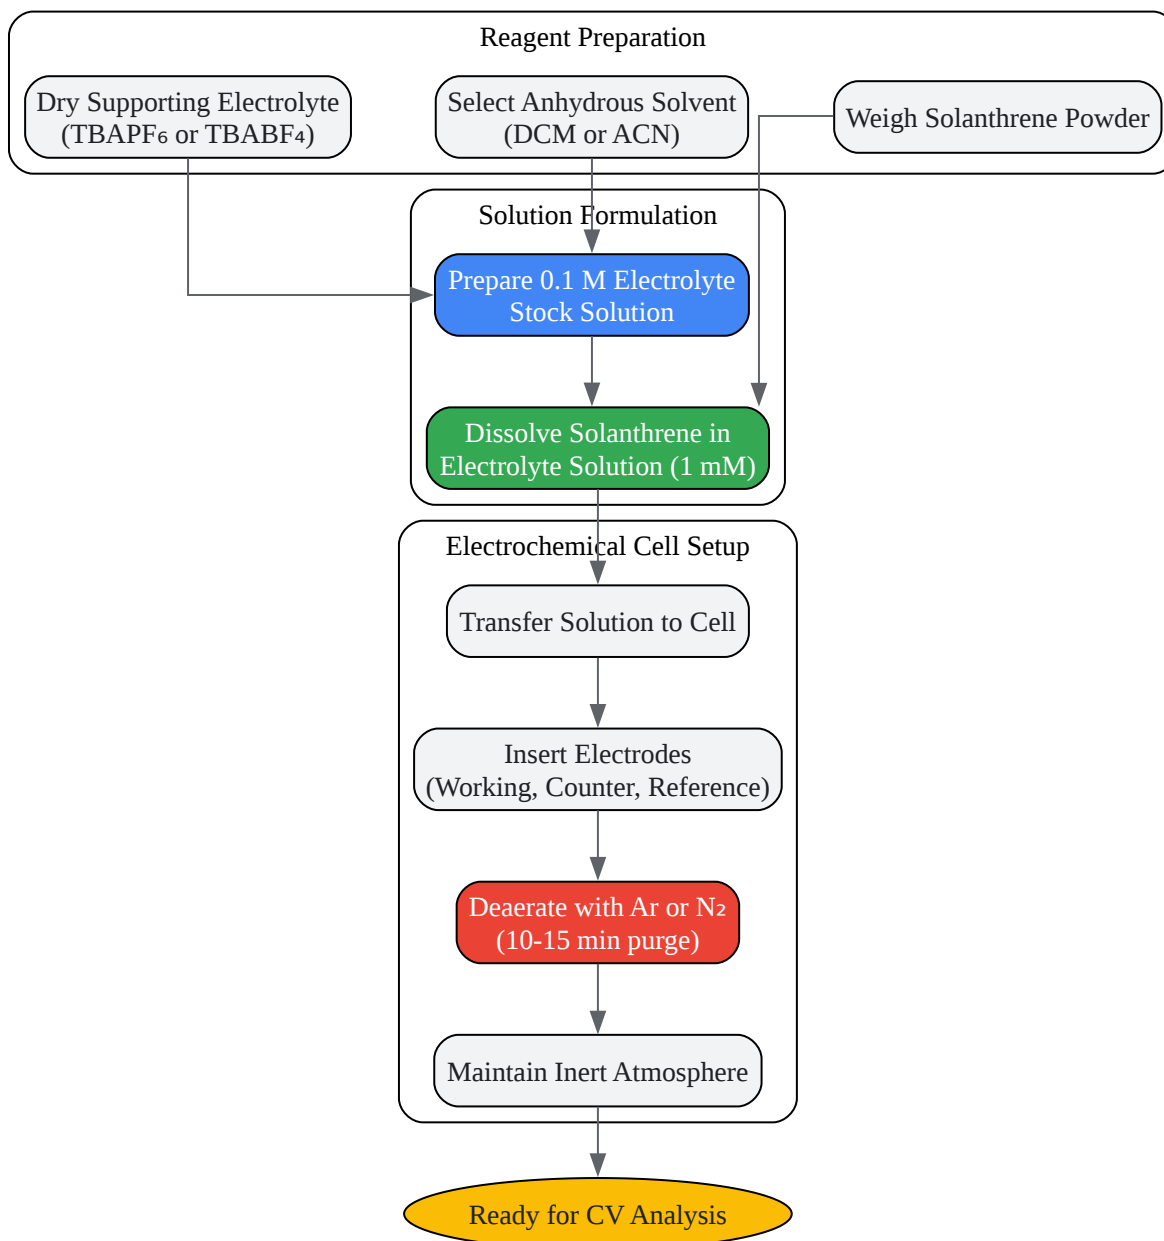 Reagent Preparation
Dry Supporting Electrolyte
(TBAPF₆ or TBABF₄)
Select Anhydrous Solvent
(DCM or ACN)
Weigh Solanthrene Powder
Solution Formulation
Prepare 0.1 M Electrolyte
Stock Solution
Dissolve Solanthrene in
Electrolyte Solution (1 mM)
Electrochemical Cell Setup
Transfer Solution to Cell
Insert Electrodes
(Working, Counter, Reference)
Deaerate with Ar or N₂
(10-15 min purge)
Maintain Inert Atmosphere
Ready for CV Analysis